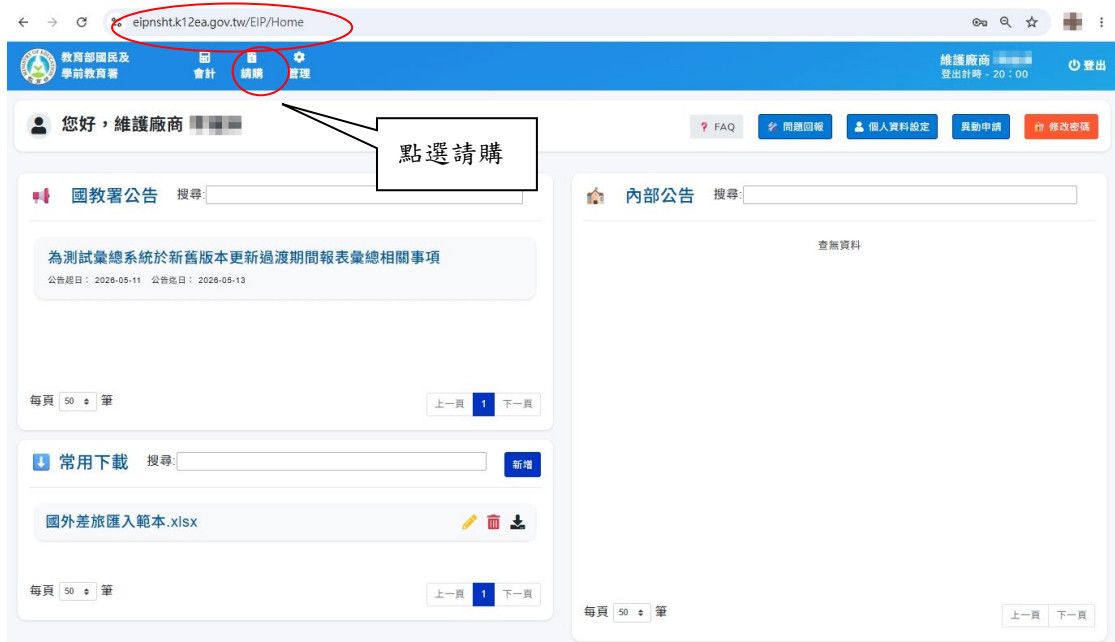 eipnsht.k12ea.gov.tw/EIP/Home
教育部國民及
學前教育署
會計
請購
管理
維護廠商
登出計時 - 20：00
登出
您好，維護廠商
? FAQ
問題回報
個人資料設定
異動申請
修改密碼
點選請購
國教署公告 搜尋:
為測試彙總系統於新舊版本更新過渡期間報表彙總相關事項
公告起日： 2026-05-11 公告迄日： 2026-05-13
每頁 50 筆
上一頁 1 下一頁
常用下載 搜尋:
新增
國外差旅匯入範本.xlsx
每頁 50 筆
上一頁 1 下一頁
內部公告 搜尋:
查無資料
每頁 50 筆
上一頁 下一頁